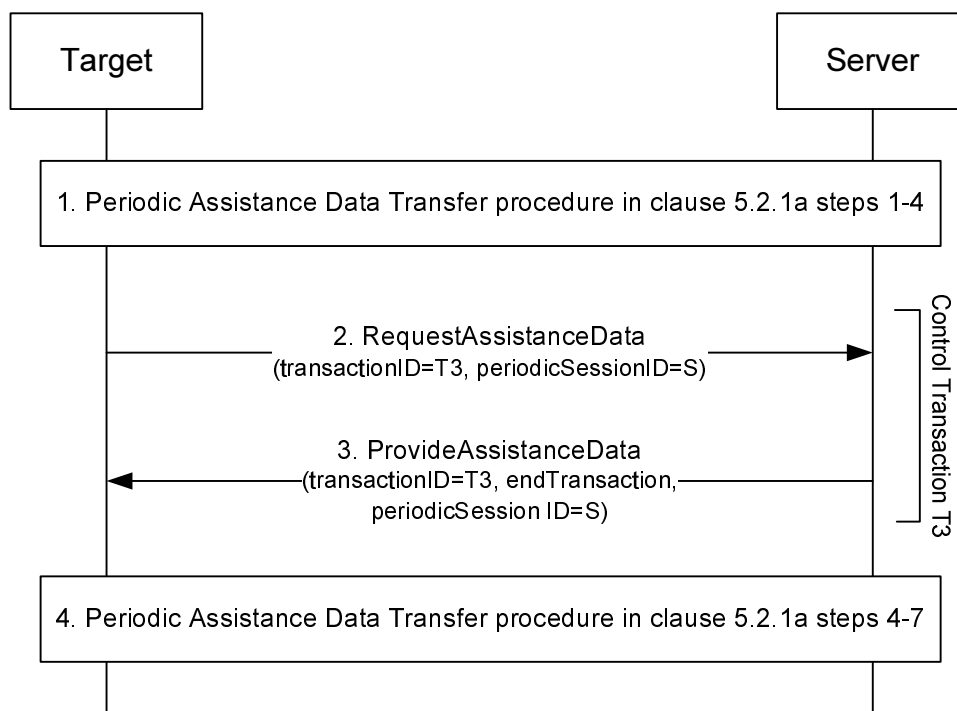 Target
Server
1. Periodic Assistance Data Transfer procedure in clause 5.2.1a steps 1-4
2. RequestAssistanceData
(transactionID=T3, periodicSessionID=S)
3. ProvideAssistanceData
(transactionID=T3, endTransaction,
periodicSession ID=S)
Control Transaction T3
4. Periodic Assistance Data Transfer procedure in clause 5.2.1a steps 4-7